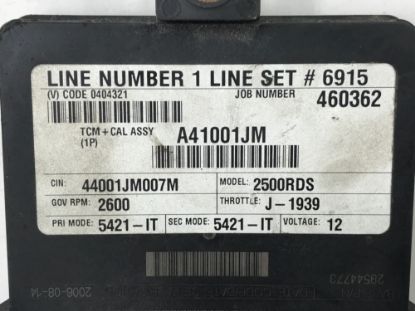 LINE NUMBER 1 LINE SET # 6915
(V) CODE 0404321 JOB NUMBER 460362
TCM+CAL ASSY A41001JM
(1P)
CIN: 44001JM007M MODEL: 2500RDS
GOV RPM: 2600 THROTTLE: J-1939
PRI MODE: 5421-IT SEC MODE: 5421-IT VOLTAGE: 12
29544773
2008-08-14